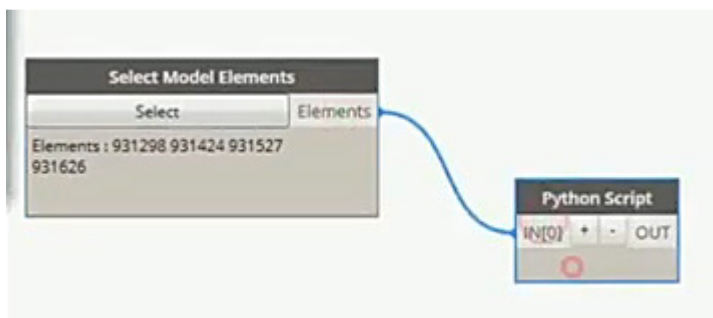 Select Model Elements
Select
Elements
Elements : 931298 931424 931527
931626
Python Script
IN[0] + - OUT